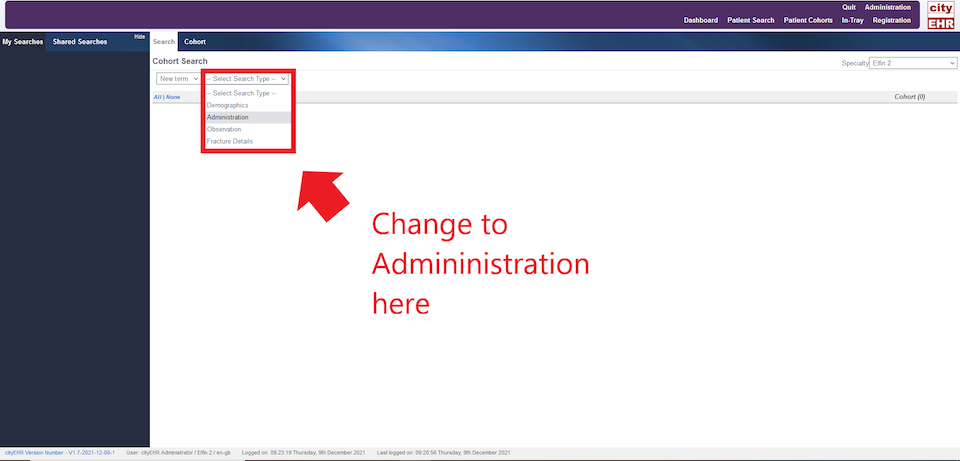 Quit Administration
city
EHR
Dashboard Patient Search Patient Cohorts In-Tray Registration
My Searches Shared Searches Hide Search Cohort
Cohort Search
Specialty Elfin 2
New term -- Select Search Type --
-- Select Search Type --
All | None Cohort (0)
Demographics
Administration
Observation
Fracture Details
Change to
Admininistration
here
cityEHR Version Number - V1.7-2021-12-08-1 User: cityEHR Administrator / Elfin 2 / en-gb Logged on: 09:23:19 Thursday, 9th December 2021 Last logged on: 09:20:56 Thursday, 9th December 2021